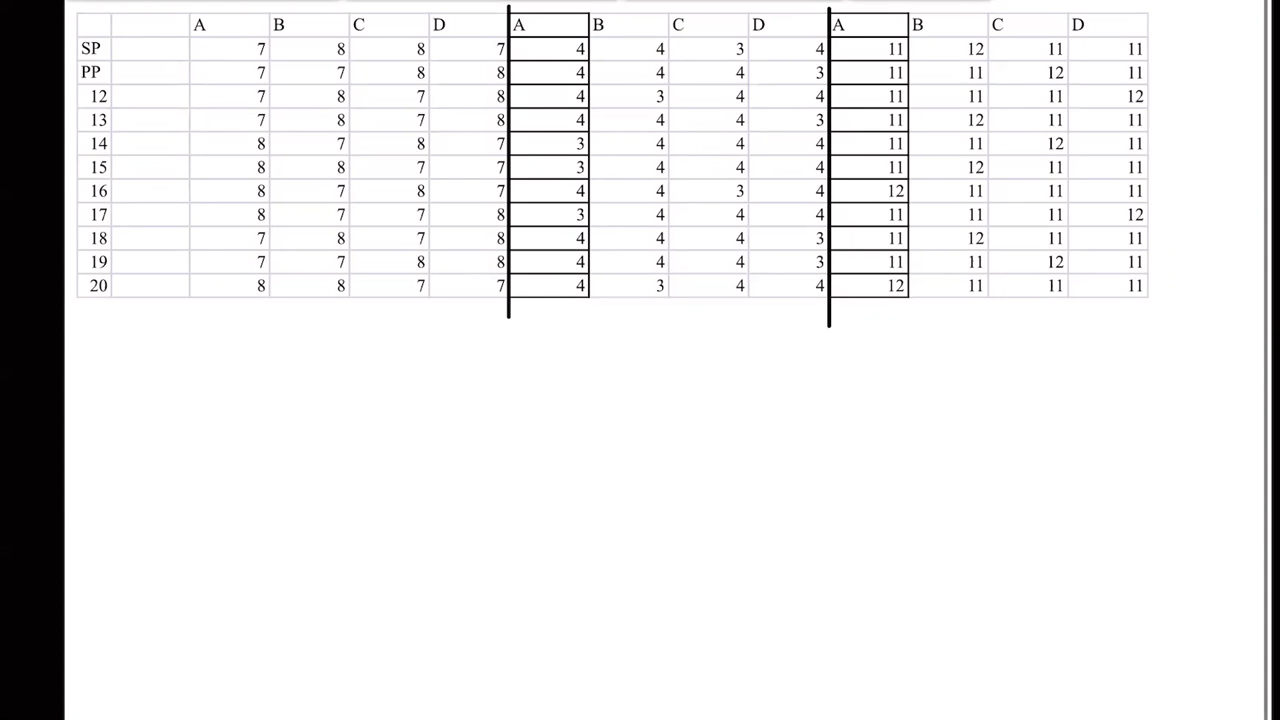 A B C D A B C D A B C D
SP 7 8 8 7 4 4 3 4 11 12 11 11
PP 7 7 8 8 4 4 4 3 11 11 12 11
12 7 8 7 8 4 3 4 4 11 11 11 12
13 7 8 7 8 4 4 4 3 11 12 11 11
14 8 7 8 7 3 4 4 4 11 11 12 11
15 8 8 7 7 3 4 4 4 11 12 11 11
16 8 7 8 7 4 4 3 4 12 11 11 11
17 8 7 7 8 3 4 4 4 11 11 11 12
18 7 8 7 8 4 4 4 3 11 12 11 11
19 7 7 8 8 4 4 4 3 11 11 12 11
20 8 8 7 7 4 3 4 4 12 11 11 11